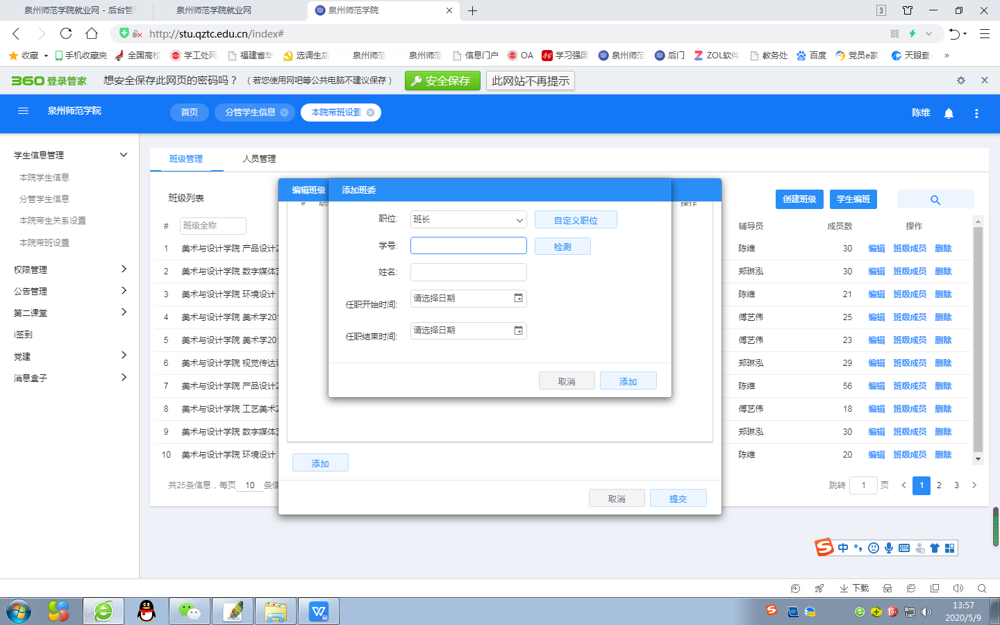 泉州师范学院就业网 - 后台管
泉州师范学院就业网
泉州师范学院
3
http://stu.qztc.edu.cn/index#
收藏
手机收藏夹
全国高校
学工处网
福建省毕
选调生后
泉州师范
泉州师范
信息门户
OA
学习强国
泉州师范
后门
ZOL软件
教务处
百度
党员e家-
天眼查-
»
360登录管家
想安全保存此网页的密码吗？
（若您使用网吧等公共电脑不建议保存）
安全保存
此网站不再提示
泉州师范学院
首页
分管学生信息
本院带班设置
陈维
学生信息管理
本院学生信息
分管学生信息
本院带生关系设置
本院带班设置
权限管理
公告管理
第二课堂
i签到
党建
消息盒子
班级管理
人员管理
班级列表
创建班级
学生编班
#
班级全称
辅导员
成员数
操作
1 美术与设计学院 产品设计2 陈维 30 编辑 班级成员 删除
2 美术与设计学院 数字媒体艺 郑琳泓 30 编辑 班级成员 删除
3 美术与设计学院 环境设计 陈维 21 编辑 班级成员 删除
4 美术与设计学院 美术学201 傅艺伟 25 编辑 班级成员 删除
5 美术与设计学院 美术学201 傅艺伟 23 编辑 班级成员 删除
6 美术与设计学院 视觉传达设 郑琳泓 29 编辑 班级成员 删除
7 美术与设计学院 产品设计2 陈维 56 编辑 班级成员 删除
8 美术与设计学院 工艺美术2 傅艺伟 18 编辑 班级成员 删除
9 美术与设计学院 数字媒体艺 郑琳泓 30 编辑 班级成员 删除
10 美术与设计学院 环境设计 陈维 20 编辑 班级成员 删除
共25条信息，每页 10 条信
跳转 1 页 1 2 3
编辑班级
# 职 操作
添加
取消
提交
添加班委
职位: 班长 自定义职位
学号: 检测
姓名:
任职开始时间: 请选择日期
任职结束时间: 请选择日期
取消
添加
中
下载
13:57
2020/5/9